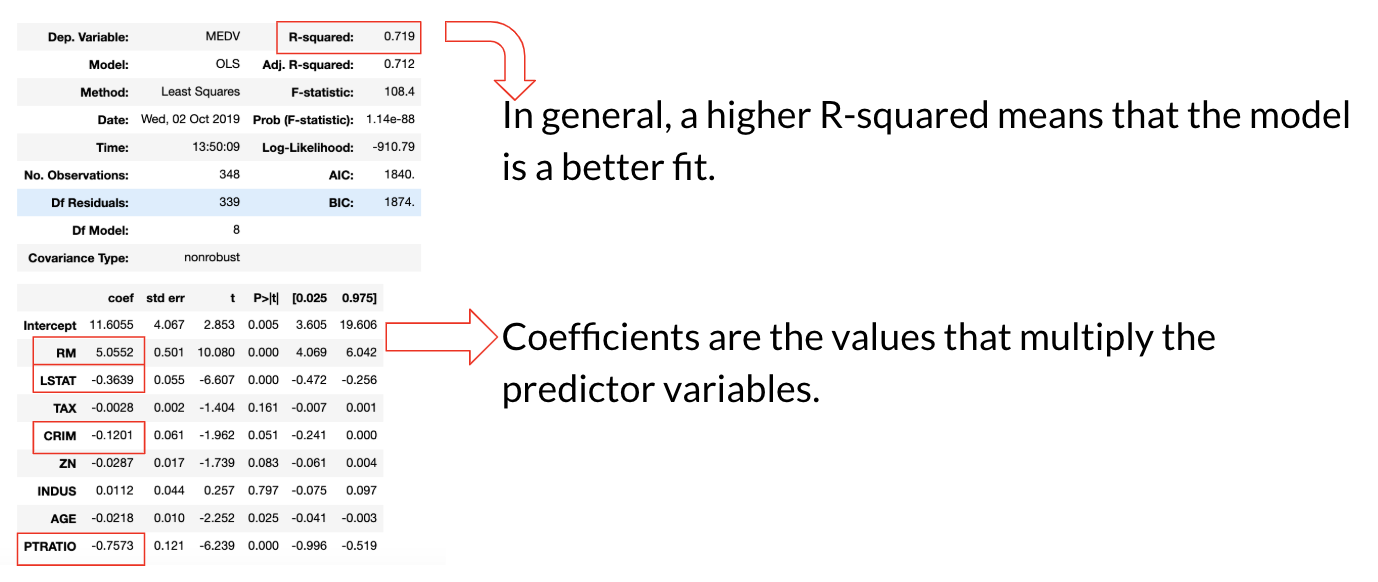 Dep. Variable: MEDV R-squared: 0.719
Model: OLS Adj. R-squared: 0.712
Method: Least Squares F-statistic: 108.4
Date: Wed, 02 Oct 2019 Prob (F-statistic): 1.14e-88
Time: 13:50:09 Log-Likelihood: -910.79
No. Observations: 348 AIC: 1840.
Df Residuals: 339 BIC: 1874.
Df Model: 8
Covariance Type: nonrobust
In general, a higher R-squared means that the model
is a better fit.
coef std err t P>|t| [0.025 0.975]
Intercept 11.6055 4.067 2.853 0.005 3.605 19.606
RM 5.0552 0.501 10.080 0.000 4.069 6.042
LSTAT -0.3639 0.055 -6.607 0.000 -0.472 -0.256
TAX -0.0028 0.002 -1.404 0.161 -0.007 0.001
CRIM -0.1201 0.061 -1.962 0.051 -0.241 0.000
ZN -0.0287 0.017 -1.739 0.083 -0.061 0.004
INDUS 0.0112 0.044 0.257 0.797 -0.075 0.097
AGE -0.0218 0.010 -2.252 0.025 -0.041 -0.003
PTRATIO -0.7573 0.121 -6.239 0.000 -0.996 -0.519
Coefficients are the values that multiply the
predictor variables.